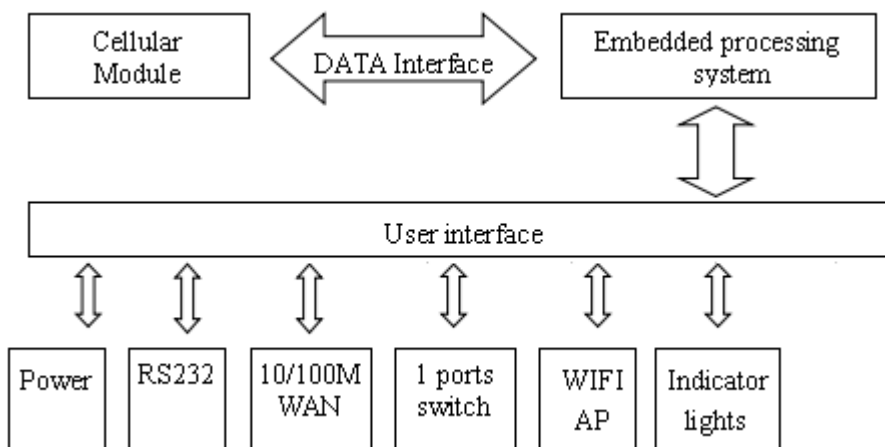 Cellular
Module
DATA Interface
Embedded processing
system
User interface
Power
RS232
10/100M
WAN
1 ports
switch
WIFI
AP
Indicator
lights